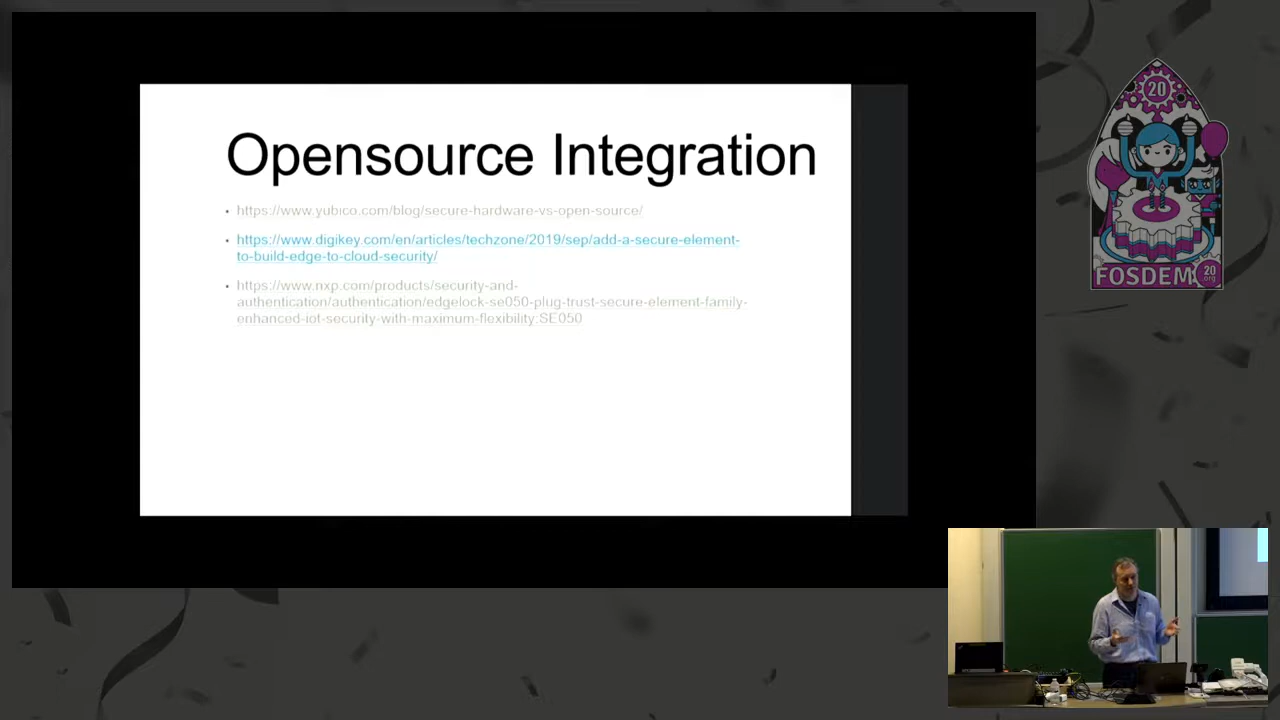 Opensource Integration
• https://www.yubico.com/blog/secure-hardware-vs-open-source/
• https://www.digikey.com/en/articles/techzone/2019/sep/add-a-secure-element-
to-build-edge-to-cloud-security/
• https://www.nxp.com/products/security-and-
authentication/authentication/edgelock-se050-plug-trust-secure-element-family-
enhanced-iot-security-with-maximum-flexibility:SE050
20
FOSDEM
20
.org